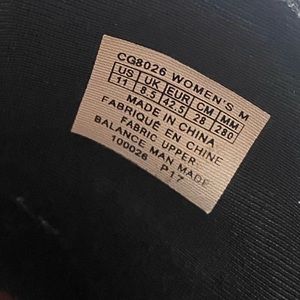 CG8026 WOMEN'S M
US UK EUR CM MM
11 8.5 42.5 28 280
MADE IN CHINA
FABRIQUÉ EN CHINE
FABRIC UPPER
BALANCE MAN MADE
100026 P17